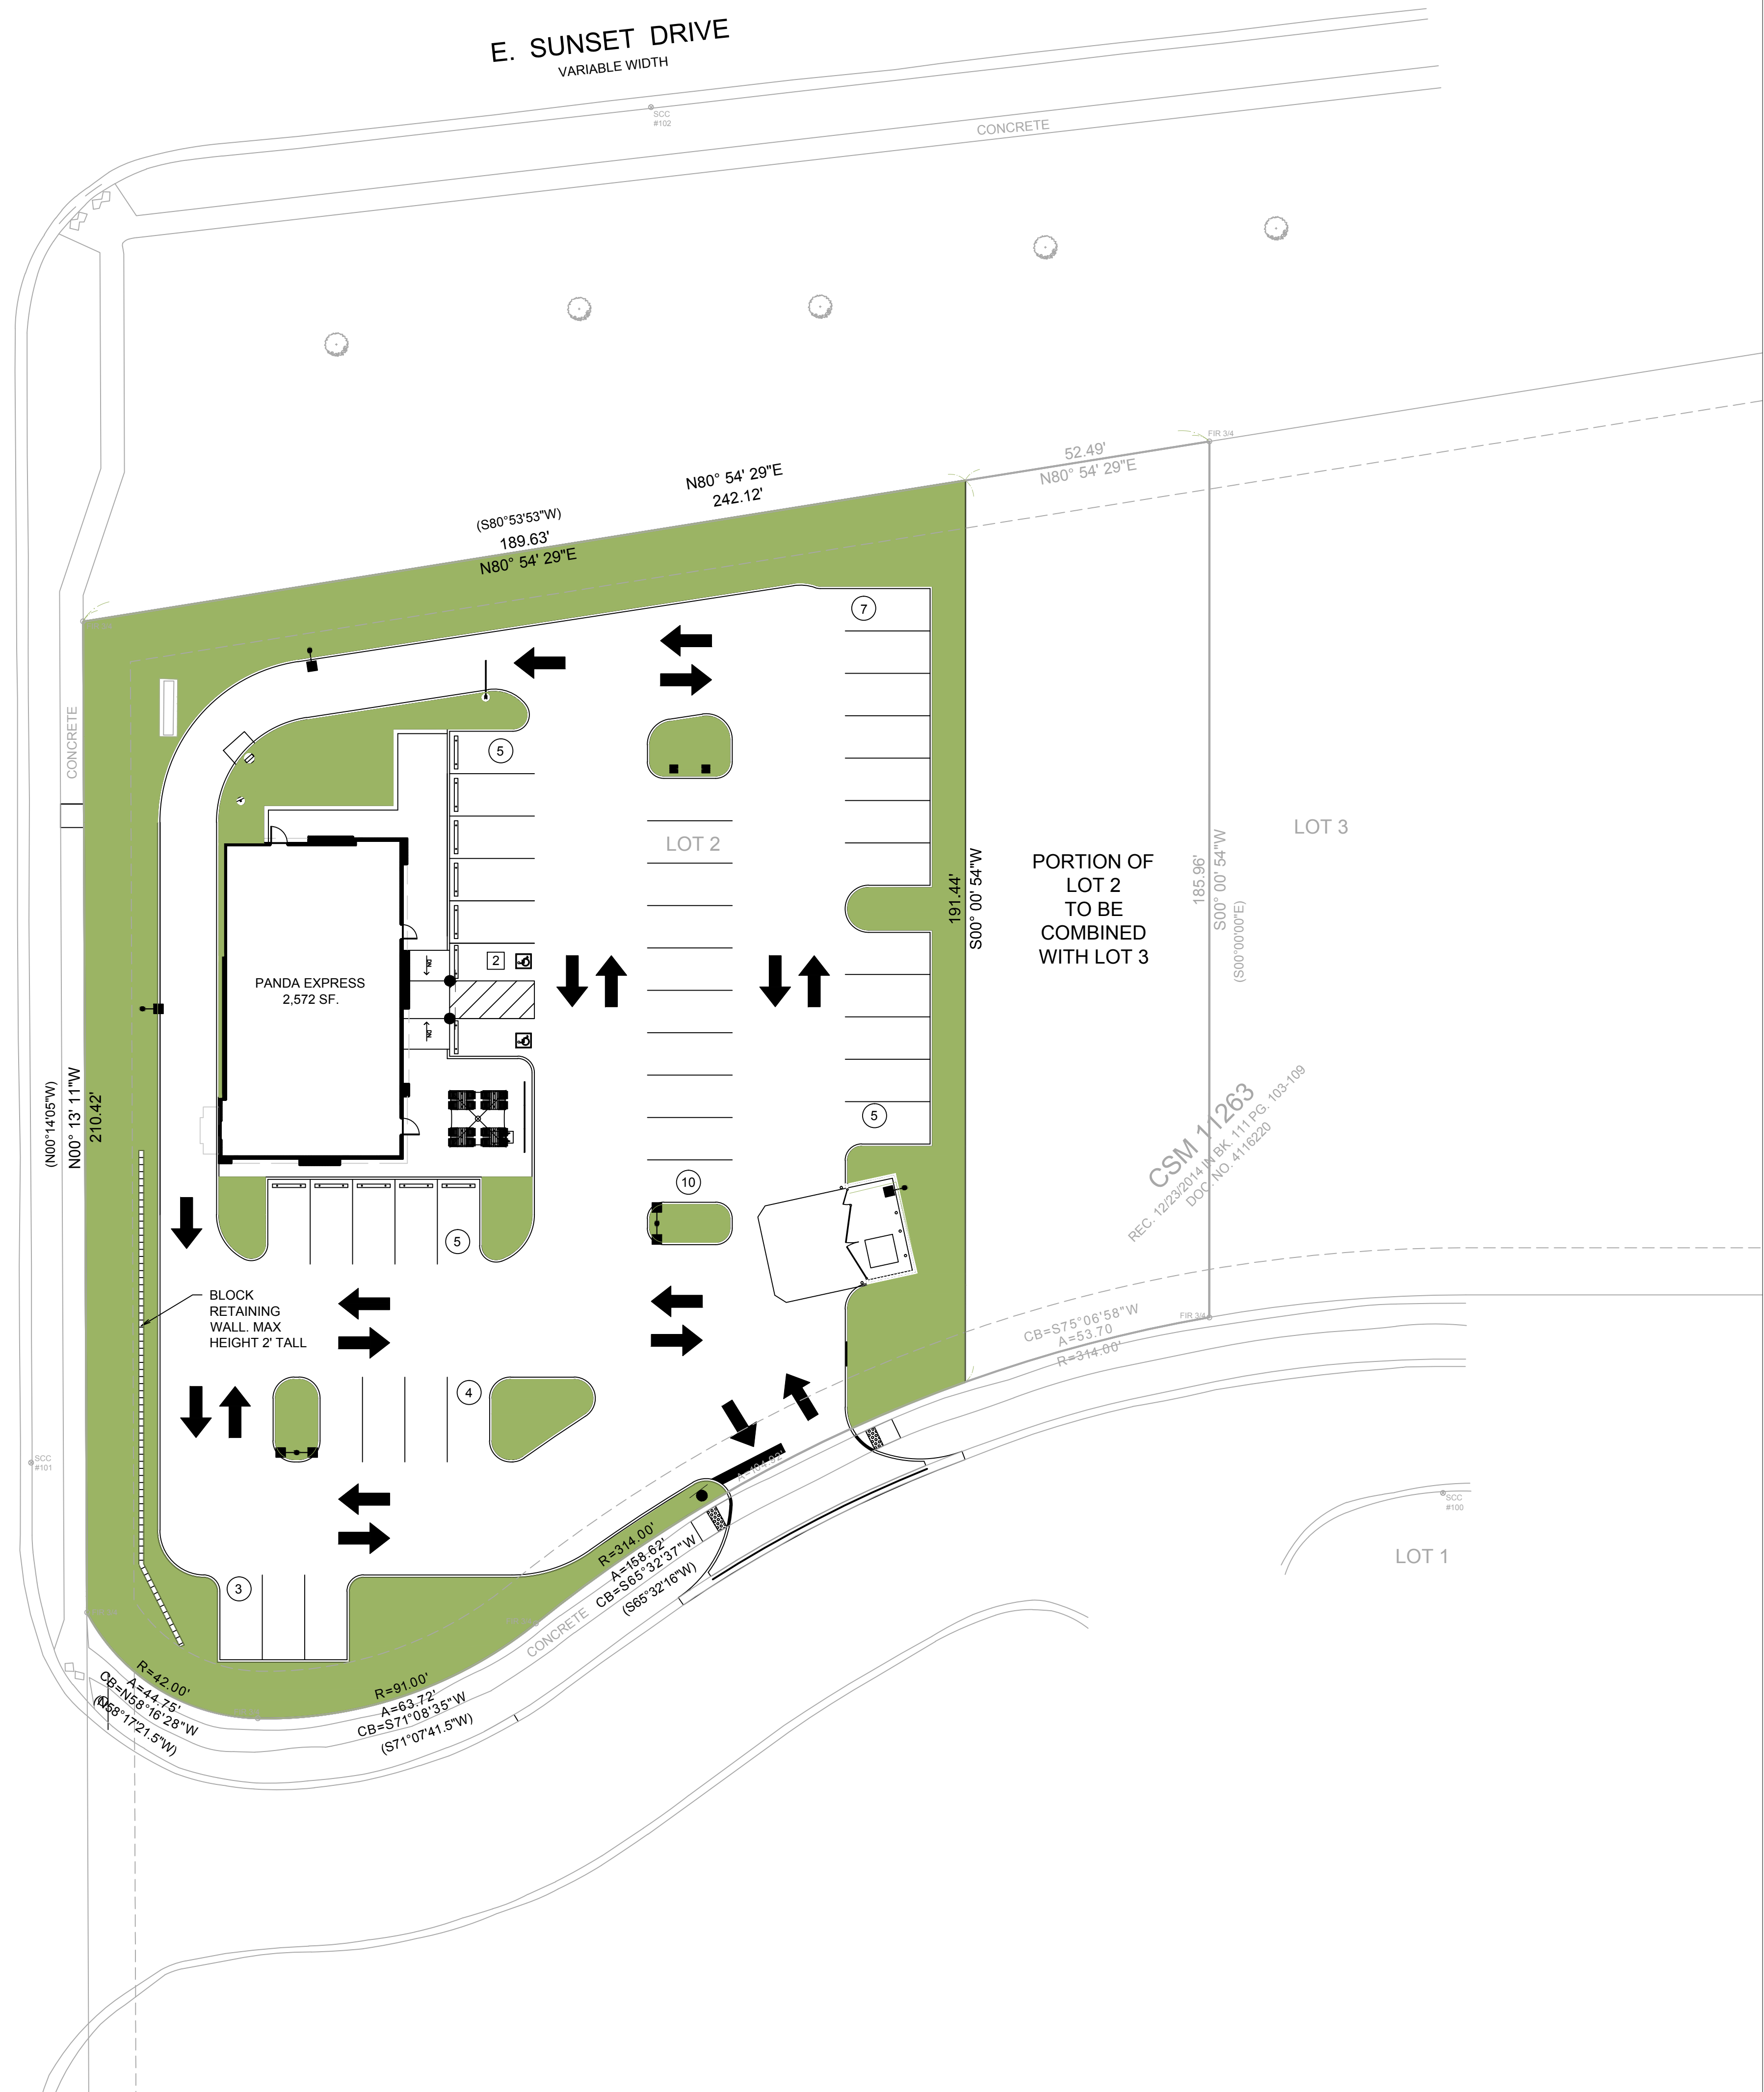 E. SUNSET DRIVE
VARIABLE WIDTH
SCC
#102
CONCRETE
FIR 3/4
52.49'
N80° 54' 29"E
N80° 54' 29"E
242.12'
(S80°53'53"W)
189.63'
N80° 54' 29"E
7
CONCRETE
5
LOT 2
LOT 3
PORTION OF
LOT 2
TO BE
COMBINED
WITH LOT 3
191.44'
S00° 00' 54"W
185.96'
S00° 00' 54"W
(S00°00'00"E)
PANDA EXPRESS
2,572 SF.
2
DN
DN
(N00°14'05"W)
N00° 13' 11"W
210.42'
5
CSM 11263
REC. 12/23/2014 IN BK. 111 PG. 103-109
DOC. NO. 4116220
10
5
BLOCK
RETAINING
WALL. MAX
HEIGHT 2' TALL
FIR 3/4
CB=S75°06'58"W
A=53.70
R=314.00'
4
SCC
#101
SCC
#100
LOT 1
R=314.00'
A=158.62'
CB=S65°32'37"W
(S65°32'16"W)
3
CONCRETE
R=42.00'
A=44.75'
CB=N58°16'28"W
(N58°17'21.5"W)
R=91.00'
A=63.72'
CB=S71°08'35"W
(S71°07'41.5"W)